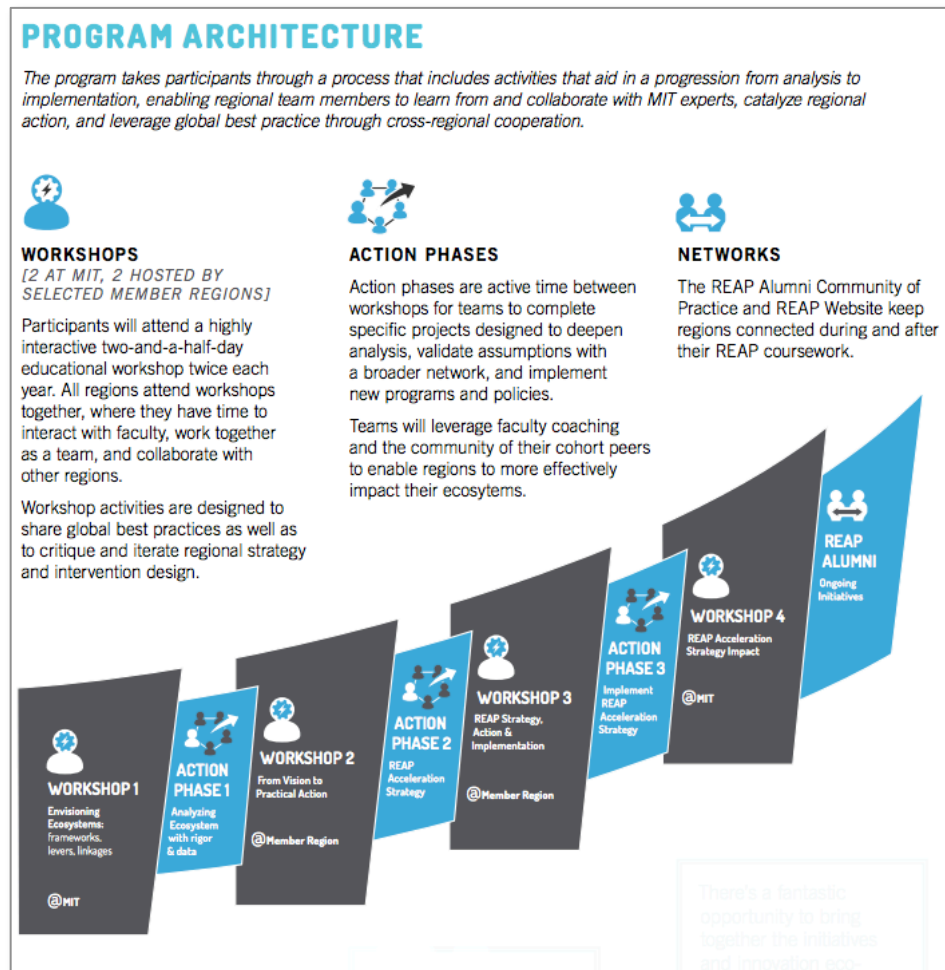 PROGRAM ARCHITECTURE
The program takes participants through a process that includes activities that aid in a progression from analysis to
implementation, enabling regional team members to learn from and collaborate with MIT experts, catalyze regional
action, and leverage global best practice through cross-regional cooperation.
WORKSHOPS
[2 AT MIT, 2 HOSTED BY
SELECTED MEMBER REGIONS]
Participants will attend a highly
interactive two-and-a-half-day
educational workshop twice each
year. All regions attend workshops
together, where they have time to
interact with faculty, work together
as a team, and collaborate with
other regions.
Workshop activities are designed to
share global best practices as well as
to critique and iterate regional strategy
and intervention design.
ACTION PHASES
Action phases are active time between
workshops for teams to complete
specific projects designed to deepen
analysis, validate assumptions with
a broader network, and implement
new programs and policies.
Teams will leverage faculty coaching
and the community of their cohort peers
to enable regions to more effectively
impact their ecosytems.
NETWORKS
The REAP Alumni Community of
Practice and REAP Website keep
regions connected during and after
their REAP coursework.
WORKSHOP 1
Envisioning
Ecosystems:
frameworks,
levers, linkages
@MIT
ACTION
PHASE 1
Analyzing
Ecosystem
with rigor
& data
WORKSHOP 2
From Vision to
Practical Action
@Member Region
ACTION
PHASE 2
REAP
Acceleration
Strategy
WORKSHOP 3
REAP Strategy,
Action &
Implementation
@Member Region
ACTION
PHASE 3
Implement
REAP
Acceleration
Strategy
WORKSHOP 4
REAP Acceleration
Strategy Impact
@MIT
REAP
ALUMNI
Ongoing
Initiatives
There's a fantastic
opportunity to bring
together the initiatives
and innovation eco-